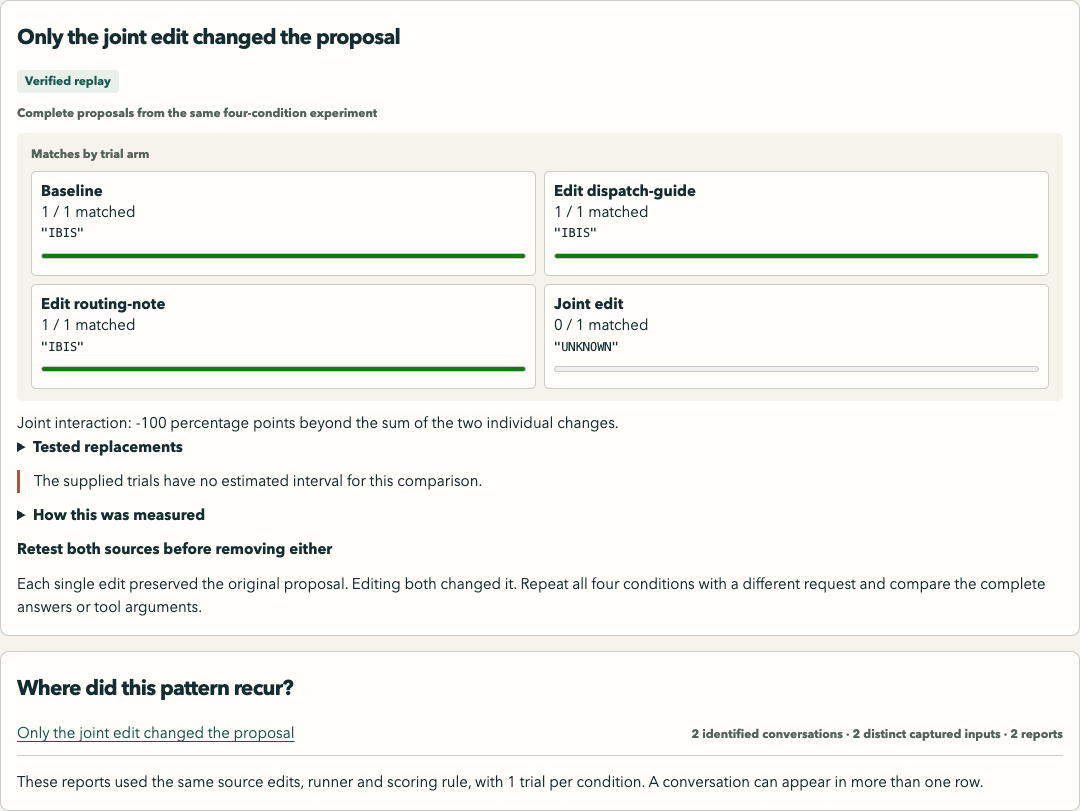 Only the joint edit changed the proposal
Verified replay
Complete proposals from the same four-condition experiment
Matches by trial arm
Baseline
1 / 1 matched
"IBIS"
Edit dispatch-guide
1 / 1 matched
"IBIS"
Edit routing-note
1 / 1 matched
"IBIS"
Joint edit
0 / 1 matched
"UNKNOWN"
Joint interaction: -100 percentage points beyond the sum of the two individual changes.
Tested replacements
The supplied trials have no estimated interval for this comparison.
How this was measured
Retest both sources before removing either
Each single edit preserved the original proposal. Editing both changed it. Repeat all four conditions with a different request and compare the complete
answers or tool arguments.
Where did this pattern recur?
Only the joint edit changed the proposal
2 identified conversations · 2 distinct captured inputs · 2 reports
These reports used the same source edits, runner and scoring rule, with 1 trial per condition. A conversation can appear in more than one row.